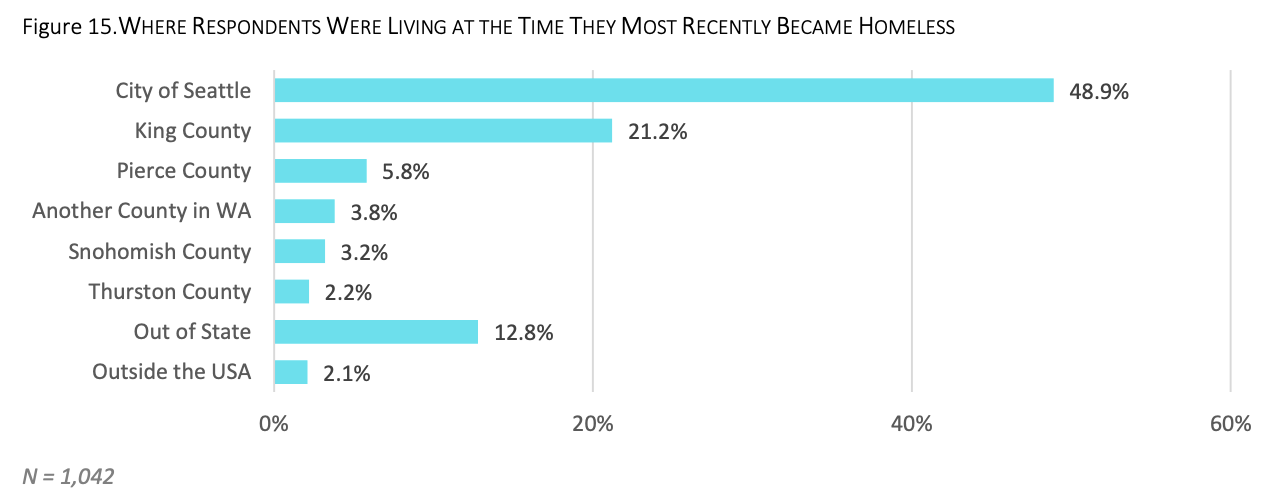 Figure 15.WHERE RESPONDENTS WERE LIVING AT THE TIME THEY MOST RECENTLY BECAME HOMELESS
City of Seattle 48.9%
King County 21.2%
Pierce County 5.8%
Another County in WA 3.8%
Snohomish County 3.2%
Thurston County 2.2%
Out of State 12.8%
Outside the USA 2.1%
0% 20% 40% 60%
N = 1,042